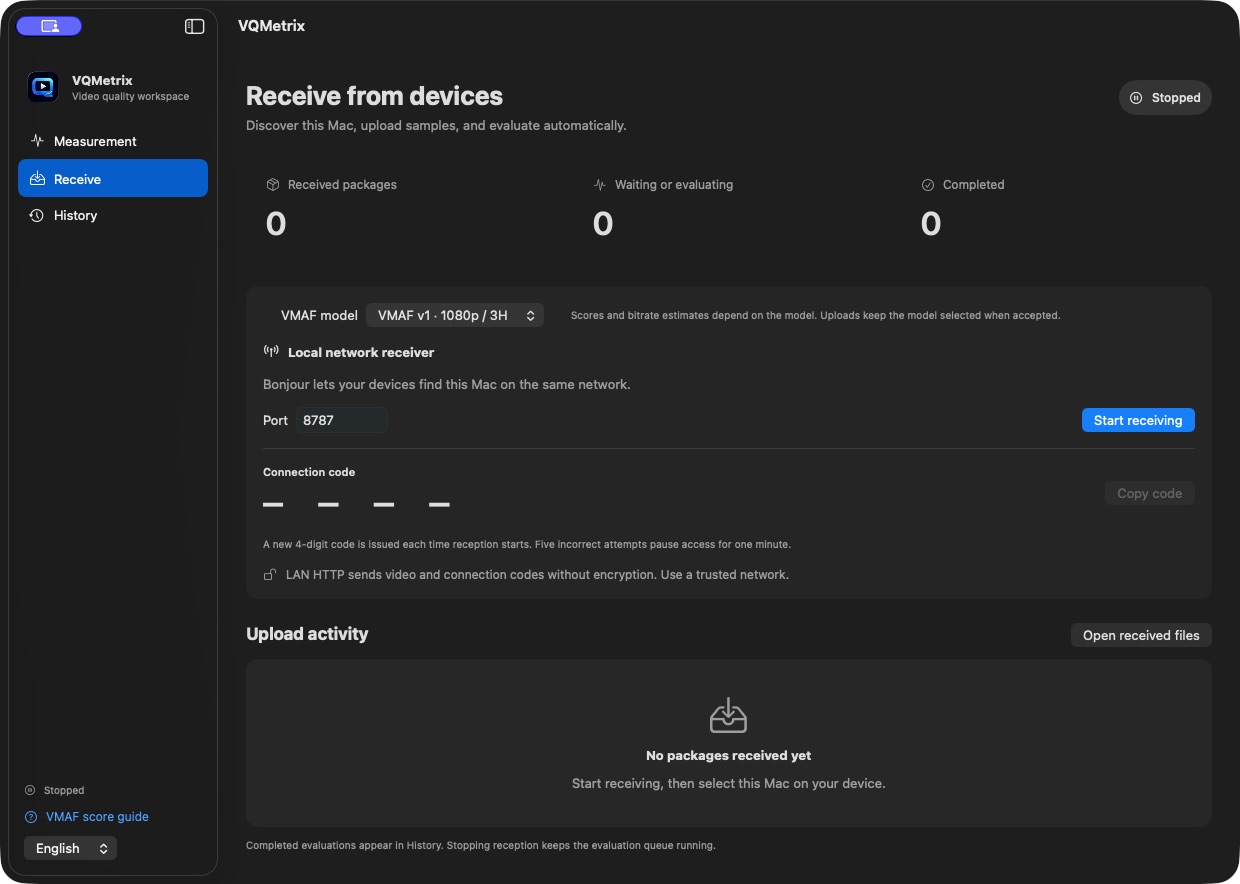 VQMetrix
VQMetrix
Video quality workspace
Measurement
Receive
History
Stopped
VMAF score guide
English
Receive from devices
Discover this Mac, upload samples, and evaluate automatically.
Stopped
Received packages
0
Waiting or evaluating
0
Completed
0
VMAF model
VMAF v1 · 1080p / 3H
Scores and bitrate estimates depend on the model. Uploads keep the model selected when accepted.
Local network receiver
Bonjour lets your devices find this Mac on the same network.
Port
8787
Start receiving
Connection code
— — — —
Copy code
A new 4-digit code is issued each time reception starts. Five incorrect attempts pause access for one minute.
LAN HTTP sends video and connection codes without encryption. Use a trusted network.
Upload activity
Open received files
No packages received yet
Start receiving, then select this Mac on your device.
Completed evaluations appear in History. Stopping reception keeps the evaluation queue running.